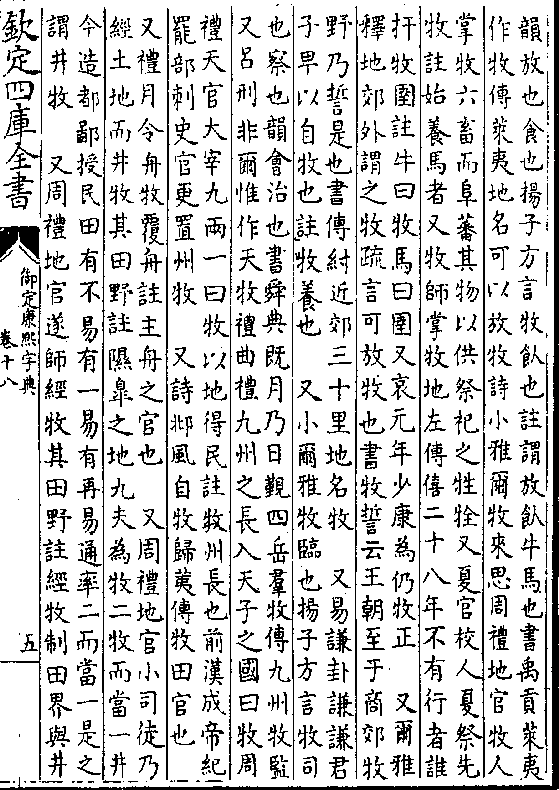 韻放也食也揚子方言牧飤也註謂放飤牛馬也書禹貢萊夷
作牧傳萊夷地名可以放牧詩小雅爾牧來思周禮地官牧人
掌牧六畜而阜蕃其物以供祭祀之牲牷又夏官校人夏祭先
牧註始養馬者又牧師掌牧地左傳僖二十八年不有行者誰
扞牧圉註牛曰牧馬曰圉又哀元年少康為仍牧正　又爾雅
釋地郊外謂之牧疏言可放牧也書牧誓云王朝至于商郊牧
野乃誓是也書傳紂近郊三十里地名牧　又易謙卦謙謙君
子卑以自牧也註牧養也　又小爾雅牧臨也揚子方言牧司
也察也韻會治也書舜典既月乃日覲四岳羣牧傳九州牧監
又呂刑非爾惟作天牧禮曲禮九州之長入天子之國曰牧周
禮天官大宰九兩一曰牧以地得民註牧州長也前漢成帝紀
罷部刺史官更置州牧　又詩邶風自牧歸荑傳牧田官也
又禮月令舟牧覆舟註主舟之官也　又周禮地官小司徒乃
經土地而井牧其田野註隰皋之地九夫為牧二牧而當一井
今造都鄙授民田有不易有一易有再易通率二而當一是之
謂井牧　又周禮地官遂師經牧其田野註經牧制田界與井
欽定四庫全書
御定康熙字典
卷十八
五